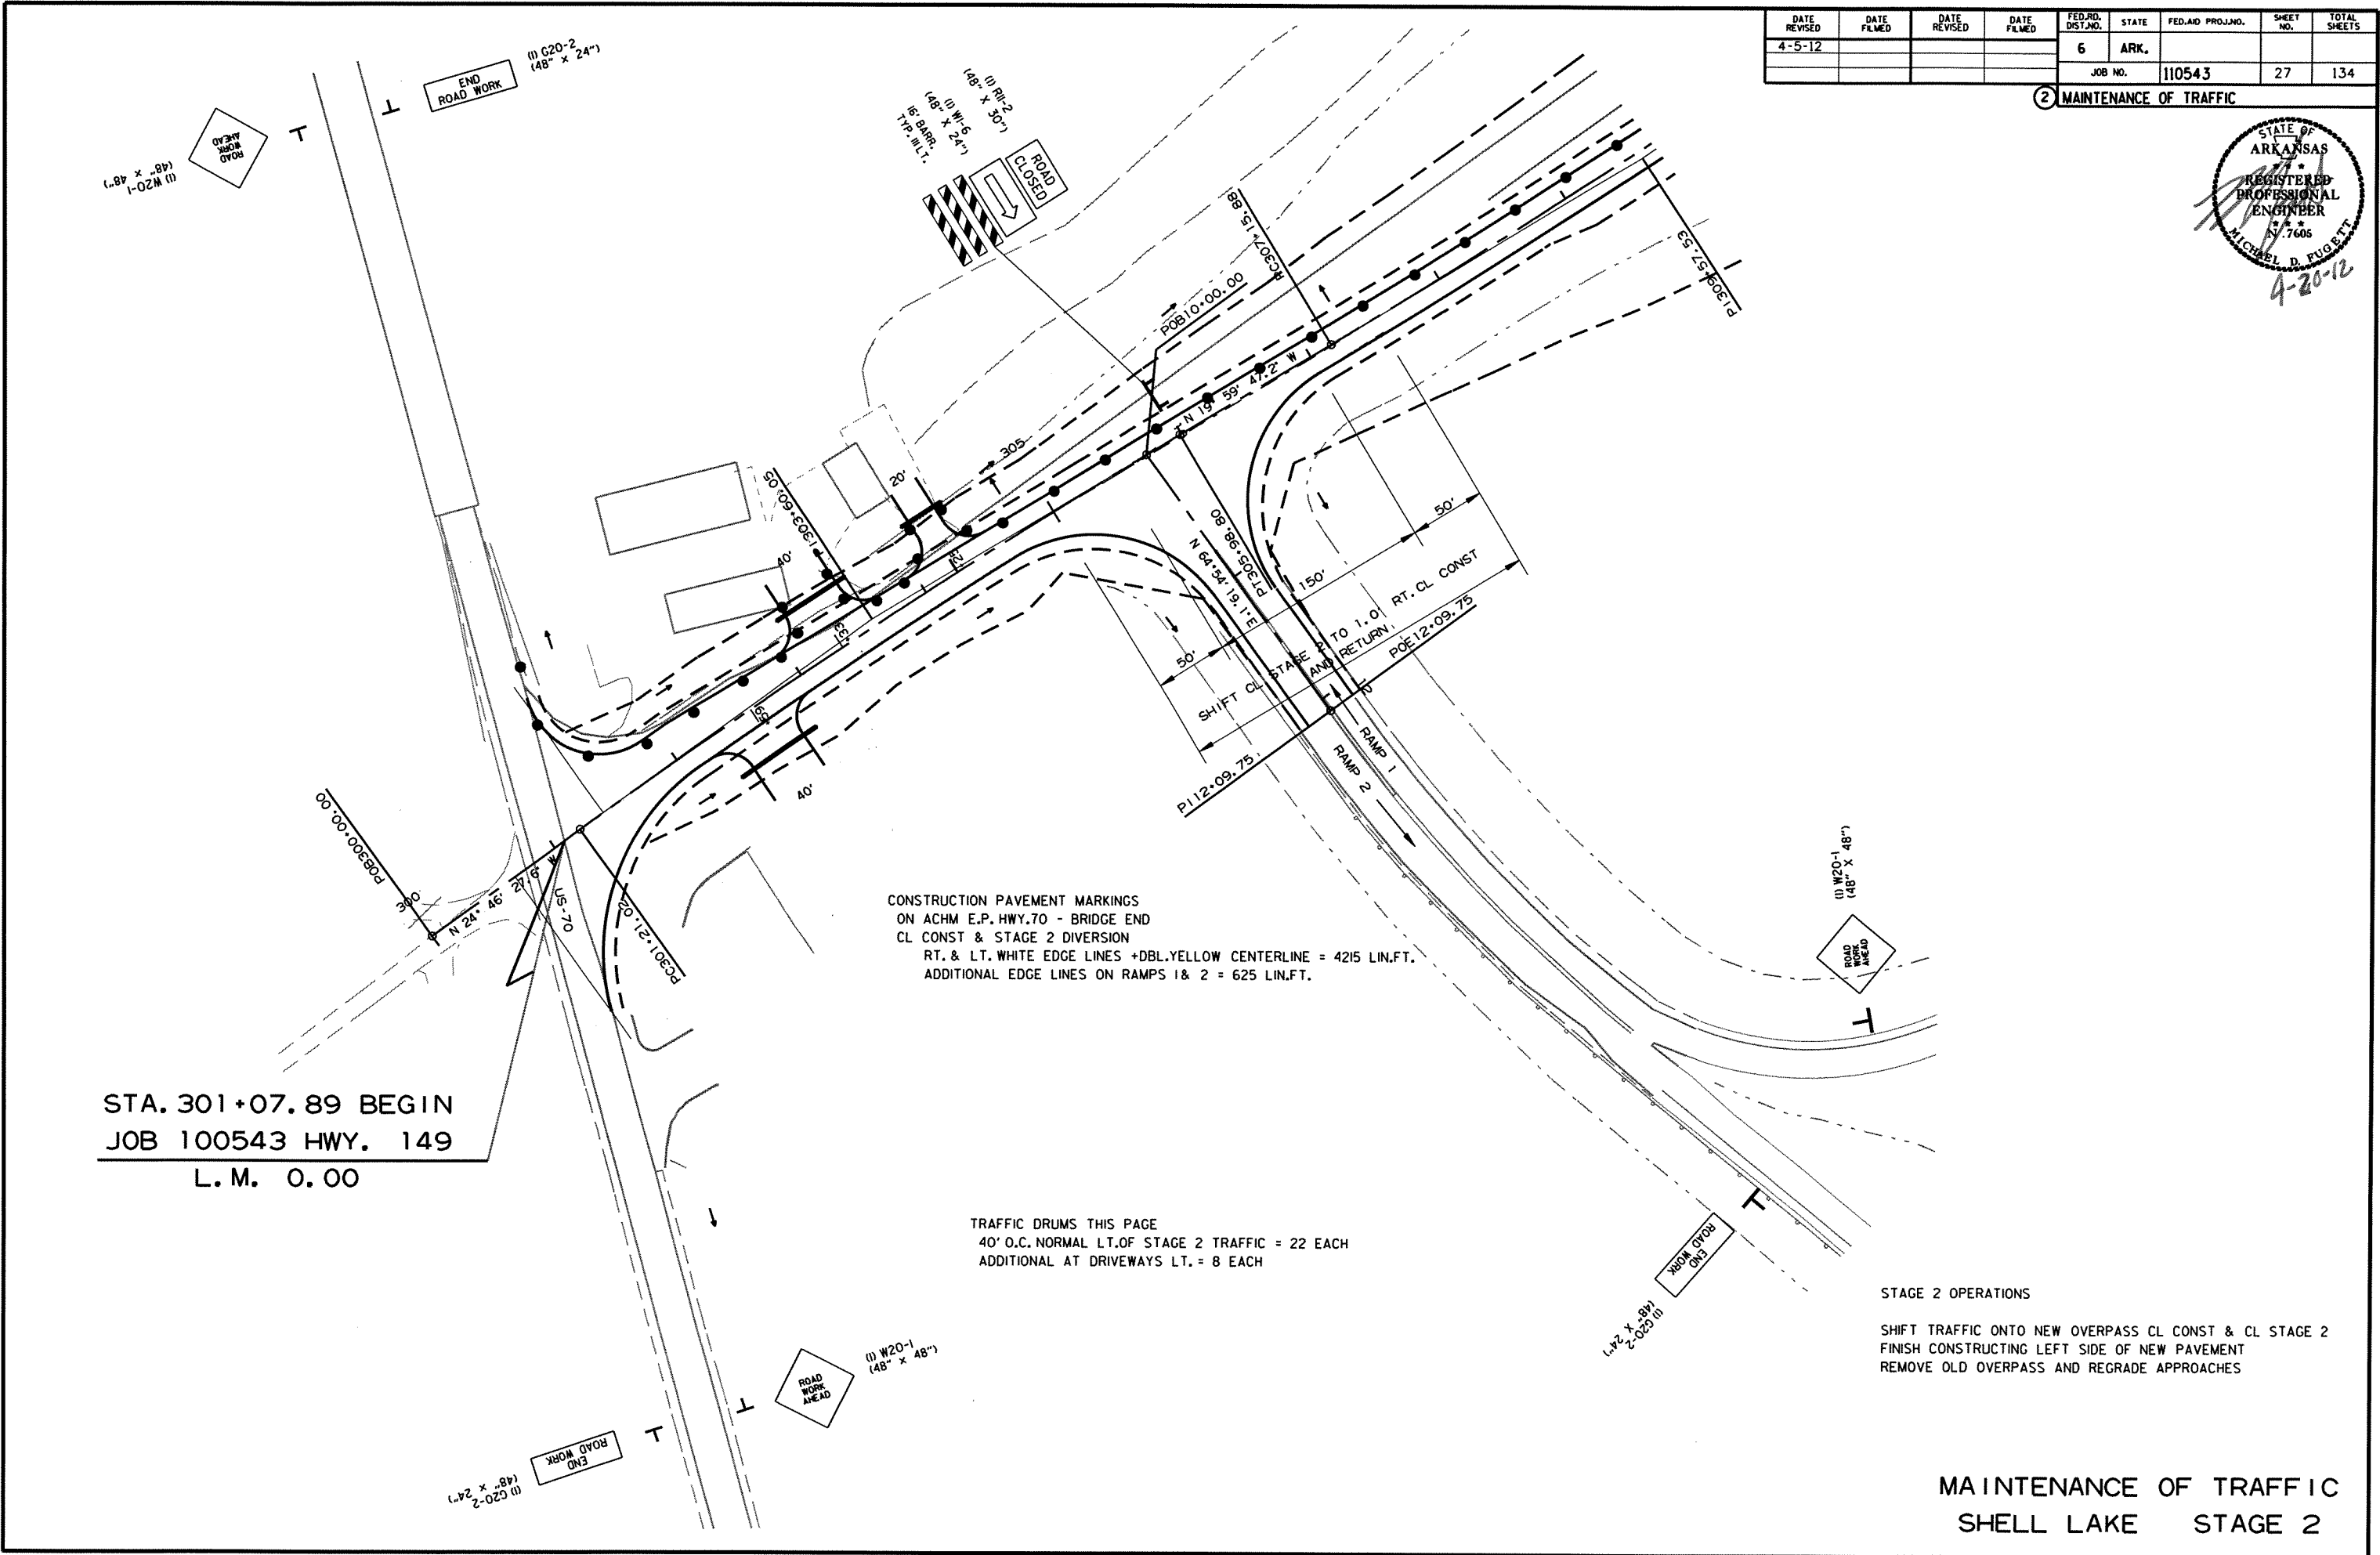 DATE REVISED
DATE FILMED
DATE REVISED
DATE FILMED
FED.RD. DIST.NO.
STATE
FED.AID PROJ.NO.
SHEET NO.
TOTAL SHEETS
4-5-12
6
ARK.
JOB NO.
110543
27
134
2 MAINTENANCE OF TRAFFIC
STATE OF
ARKANSAS
* * *
REGISTERED
PROFESSIONAL
ENGINEER
* * *
N . 7605
MICHAEL D. FUGETT
4-20-12
(1) G20-2
(48" X 24")
END
ROAD WORK
ROAD
WORK
AHEAD
(1) W20-1
(48" X 48")
(1) R11-2
(48" X 30")
(1) W1-6
(48" X 24")
16' BARR.
TYP. III LT.
ROAD
CLOSED
PC307+15.88
PI309+57.53
POB10+00.00
N 19° 59' 47.2" W
305
20'
PI303+60.05
40'
25'
33'
59'
40'
PT305+98.80
N 64°54'19.1"E
50'
150'
50'
SHIFT CL STAGE 2 TO 1.0' RT. CL CONST
AND RETURN
POE12+09.75
12
PI12+09.75
RAMP 1
RAMP 2
POB300+00.00
300
N 24° 46' 27.6" W
US-70
PC301+21.02
CONSTRUCTION PAVEMENT MARKINGS
ON ACHM E.P. HWY.70 - BRIDGE END
CL CONST & STAGE 2 DIVERSION
RT. & LT. WHITE EDGE LINES +DBL.YELLOW CENTERLINE = 4215 LIN.FT.
ADDITIONAL EDGE LINES ON RAMPS 1& 2 = 625 LIN.FT.
(1) W20-1
(48" X 48")
ROAD
WORK
AHEAD
STA. 301+07.89 BEGIN
JOB 100543 HWY. 149
L.M. 0.00
TRAFFIC DRUMS THIS PAGE
40' O.C. NORMAL LT.OF STAGE 2 TRAFFIC = 22 EACH
ADDITIONAL AT DRIVEWAYS LT. = 8 EACH
END
ROAD WORK
(1) G20-2
(48" X 24")
STAGE 2 OPERATIONS
SHIFT TRAFFIC ONTO NEW OVERPASS CL CONST & CL STAGE 2
FINISH CONSTRUCTING LEFT SIDE OF NEW PAVEMENT
REMOVE OLD OVERPASS AND REGRADE APPROACHES
(1) W20-1
(48" X 48")
ROAD
WORK
AHEAD
END
ROAD WORK
(1) G20-2
(48" X 24")
MAINTENANCE OF TRAFFIC
SHELL LAKE STAGE 2